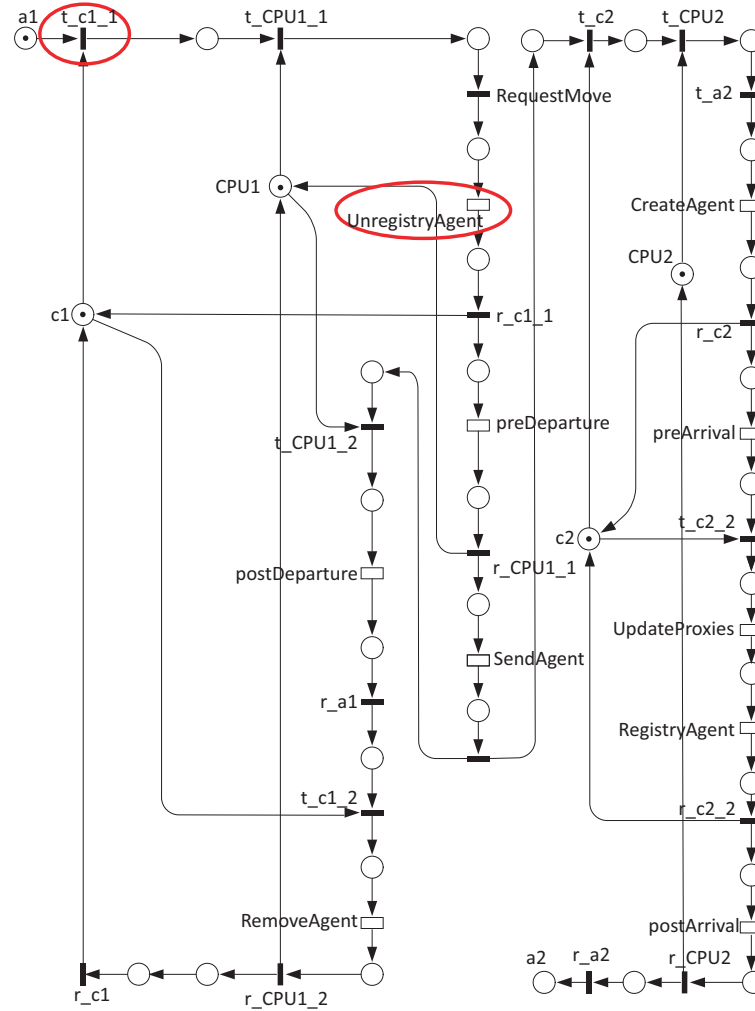 a1
t_c1_1
t_CPU1_1
t_c2
t_CPU2
RequestMove
t_a2
CPU1
UnregistryAgent
CreateAgent
CPU2
c1
r_c1_1
r_c2
t_CPU1_2
preDeparture
preArrival
c2
t_c2_2
r_CPU1_1
postDeparture
UpdateProxies
SendAgent
r_a1
RegistryAgent
t_c1_2
r_c2_2
RemoveAgent
postArrival
a2
r_a2
r_CPU2
r_c1
r_CPU1_2